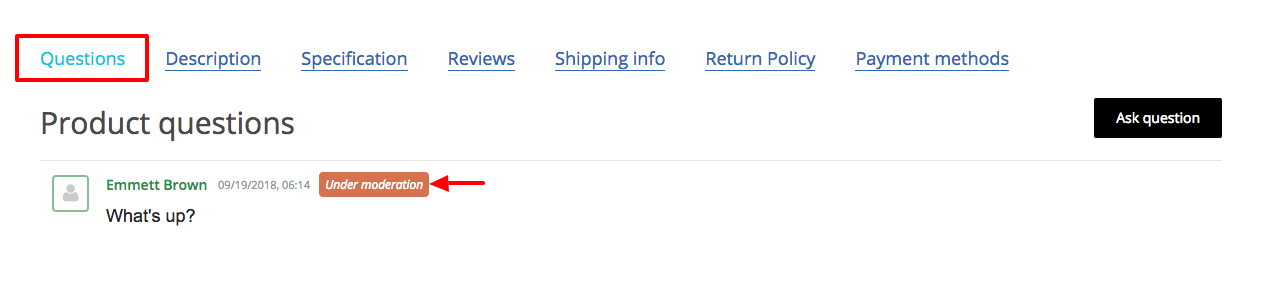 Questions Description Specification Reviews Shipping info Return Policy Payment methods
Product questions
Ask question
Emmett Brown 09/19/2018, 06:14 Under moderation
What's up?